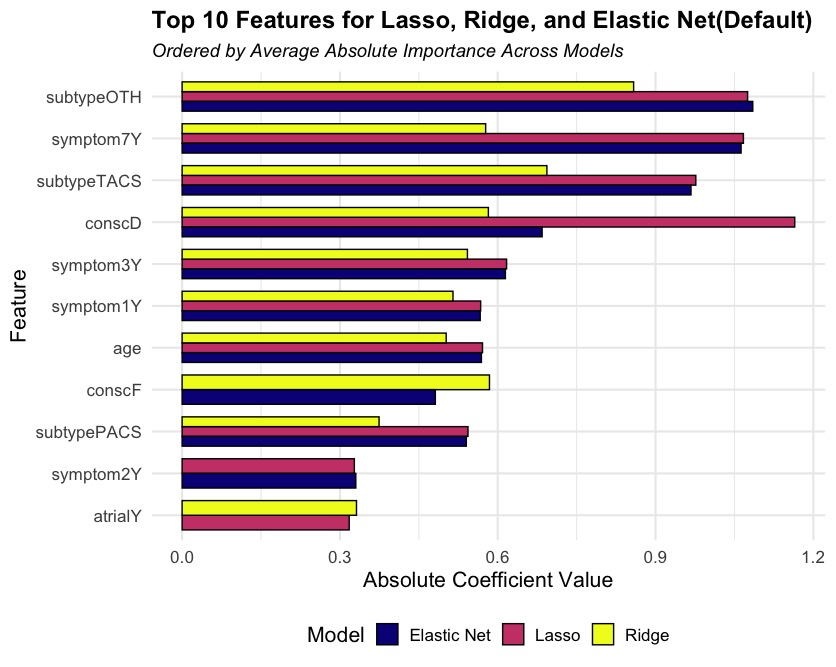 Top 10 Features for Lasso, Ridge, and Elastic Net(Default)
Ordered by Average Absolute Importance Across Models
Feature
subtypeOTH
symptom7Y
subtypeTACS
conscD
symptom3Y
symptom1Y
age
conscF
subtypePACS
symptom2Y
atrialY
0.0 0.3 0.6 0.9 1.2
Absolute Coefficient Value
Model Elastic Net Lasso Ridge